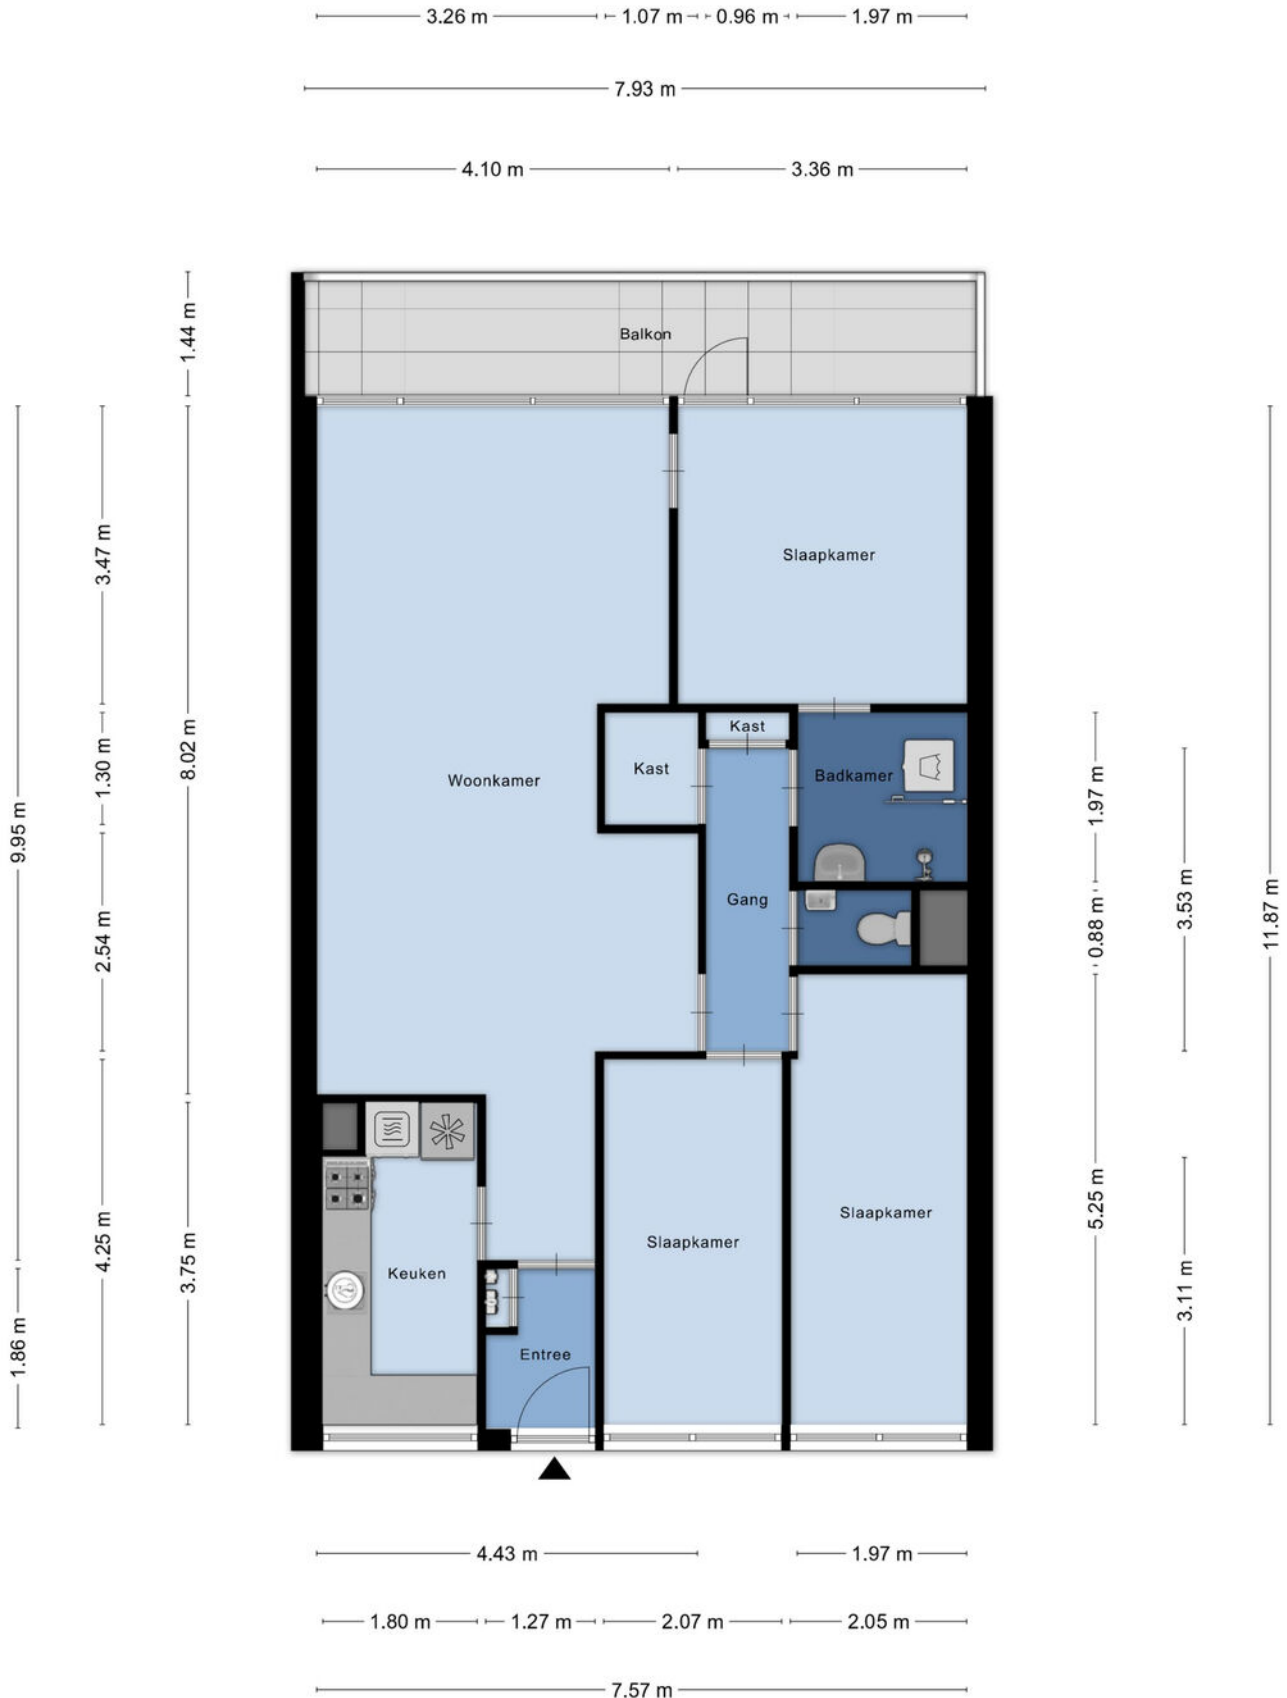 3.26 m 1.07 m 0.96 m 1.97 m
7.93 m
4.10 m 3.36 m
1.44 m
Balkon
3.47 m
Slaapkamer
8.02 m
Kast
Kast
Woonkamer
1.30 m
Badkamer
1.97 m
9.95 m
Gang
2.54 m
0.88 m
3.53 m
11.87 m
Slaapkamer
5.25 m
Slaapkamer
4.25 m
3.75 m
Keuken
3.11 m
1.86 m
Entree
4.43 m 1.97 m
1.80 m 1.27 m 2.07 m 2.05 m
7.57 m